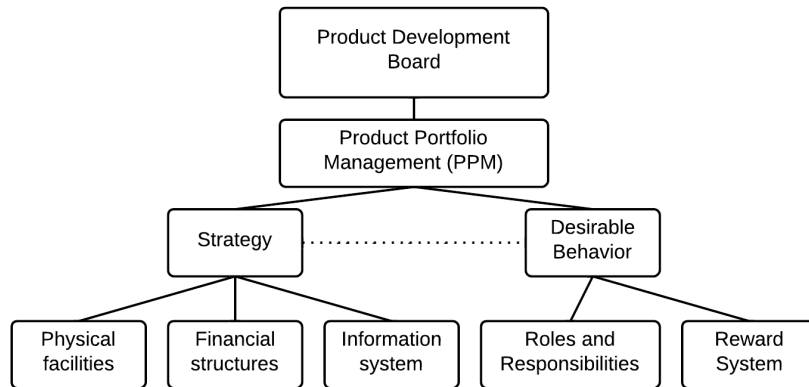 Product Development
Board
Product Portfolio
Management (PPM)
Strategy
Desirable
Behavior
Physical
facilities
Financial
structures
Information
system
Roles and
Responsibilities
Reward
System